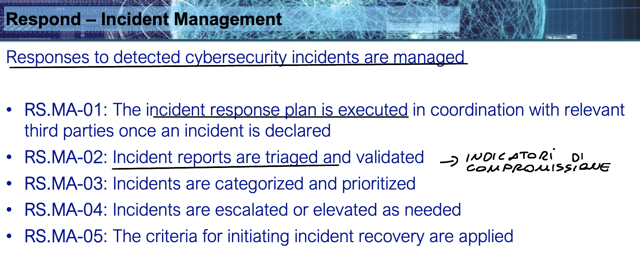 Respond – Incident Management
Responses to detected cybersecurity incidents are managed
• RS.MA-01: The incident response plan is executed in coordination with relevant
third parties once an incident is declared
• RS.MA-02: Incident reports are triaged and validated → INDICATORI DI
COMPROMISSIONE
• RS.MA-03: Incidents are categorized and prioritized
• RS.MA-04: Incidents are escalated or elevated as needed
• RS.MA-05: The criteria for initiating incident recovery are applied